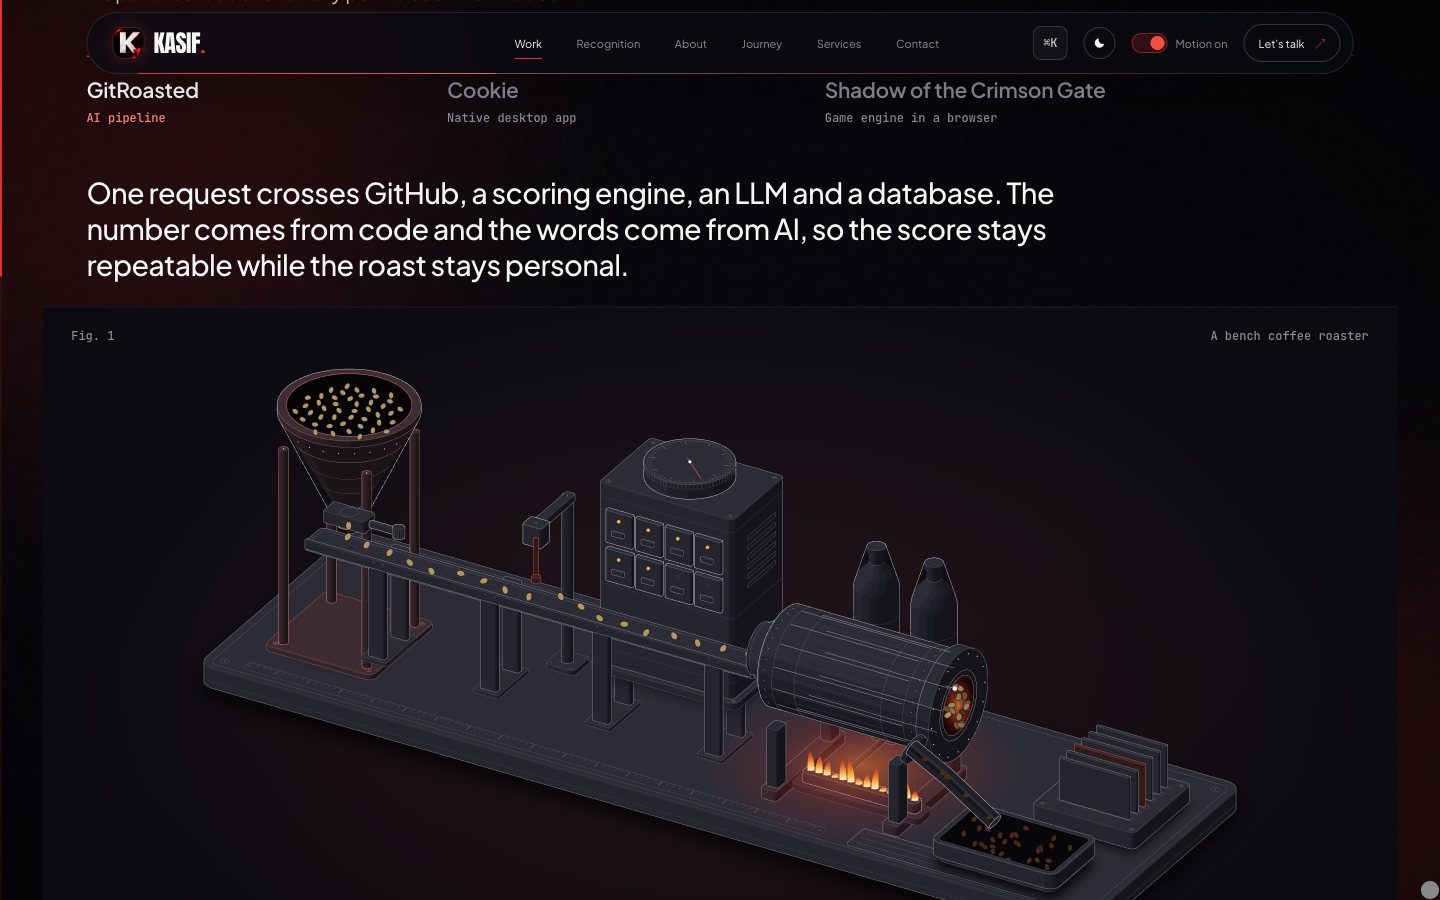 KASIF.
Work
Recognition
About
Journey
Services
Contact
⌘K
Motion on
Let's talk
GitRoasted
AI pipeline
Cookie
Native desktop app
Shadow of the Crimson Gate
Game engine in a browser
One request crosses GitHub, a scoring engine, an LLM and a database. The
number comes from code and the words come from AI, so the score stays
repeatable while the roast stays personal.
Fig. 1
A bench coffee roaster